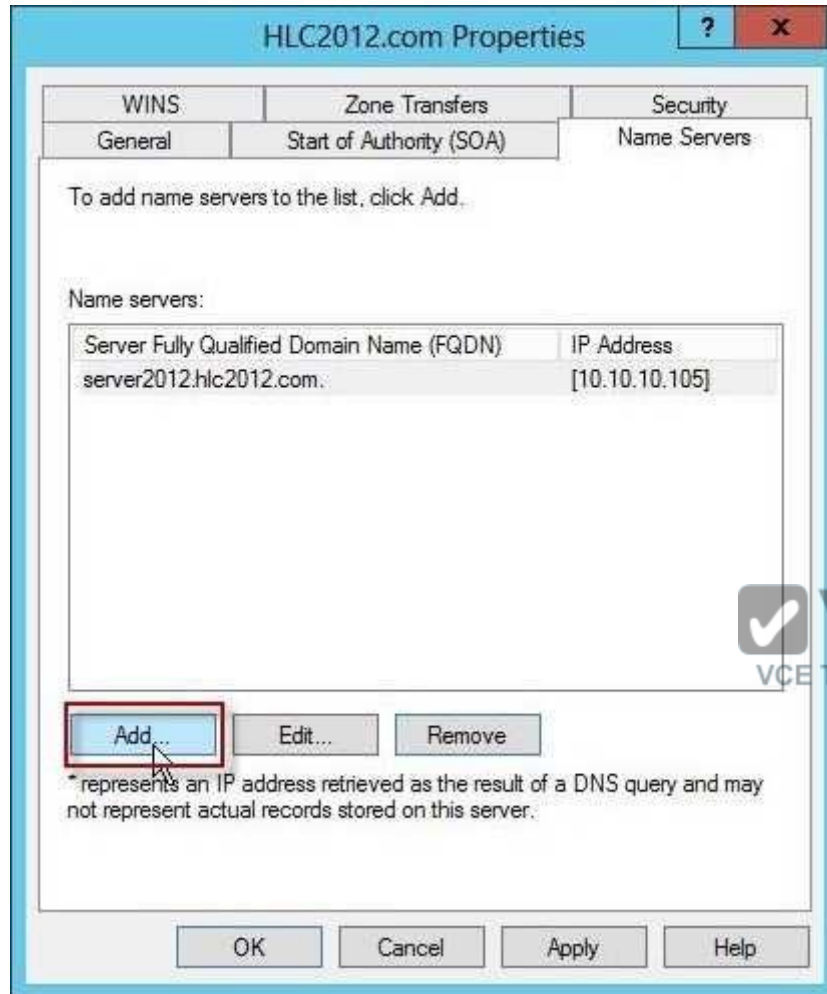 HLC2012.com Properties
? x
WINS Zone Transfers Security
General Start of Authority (SOA) Name Servers
To add name servers to the list, click Add.
Name servers:
Server Fully Qualified Domain Name (FQDN) IP Address
server2012.hlc2012.com. [10.10.10.105]
VCE
Add... Edit... Remove
* represents an IP address retrieved as the result of a DNS query and may
not represent actual records stored on this server.
OK Cancel Apply Help